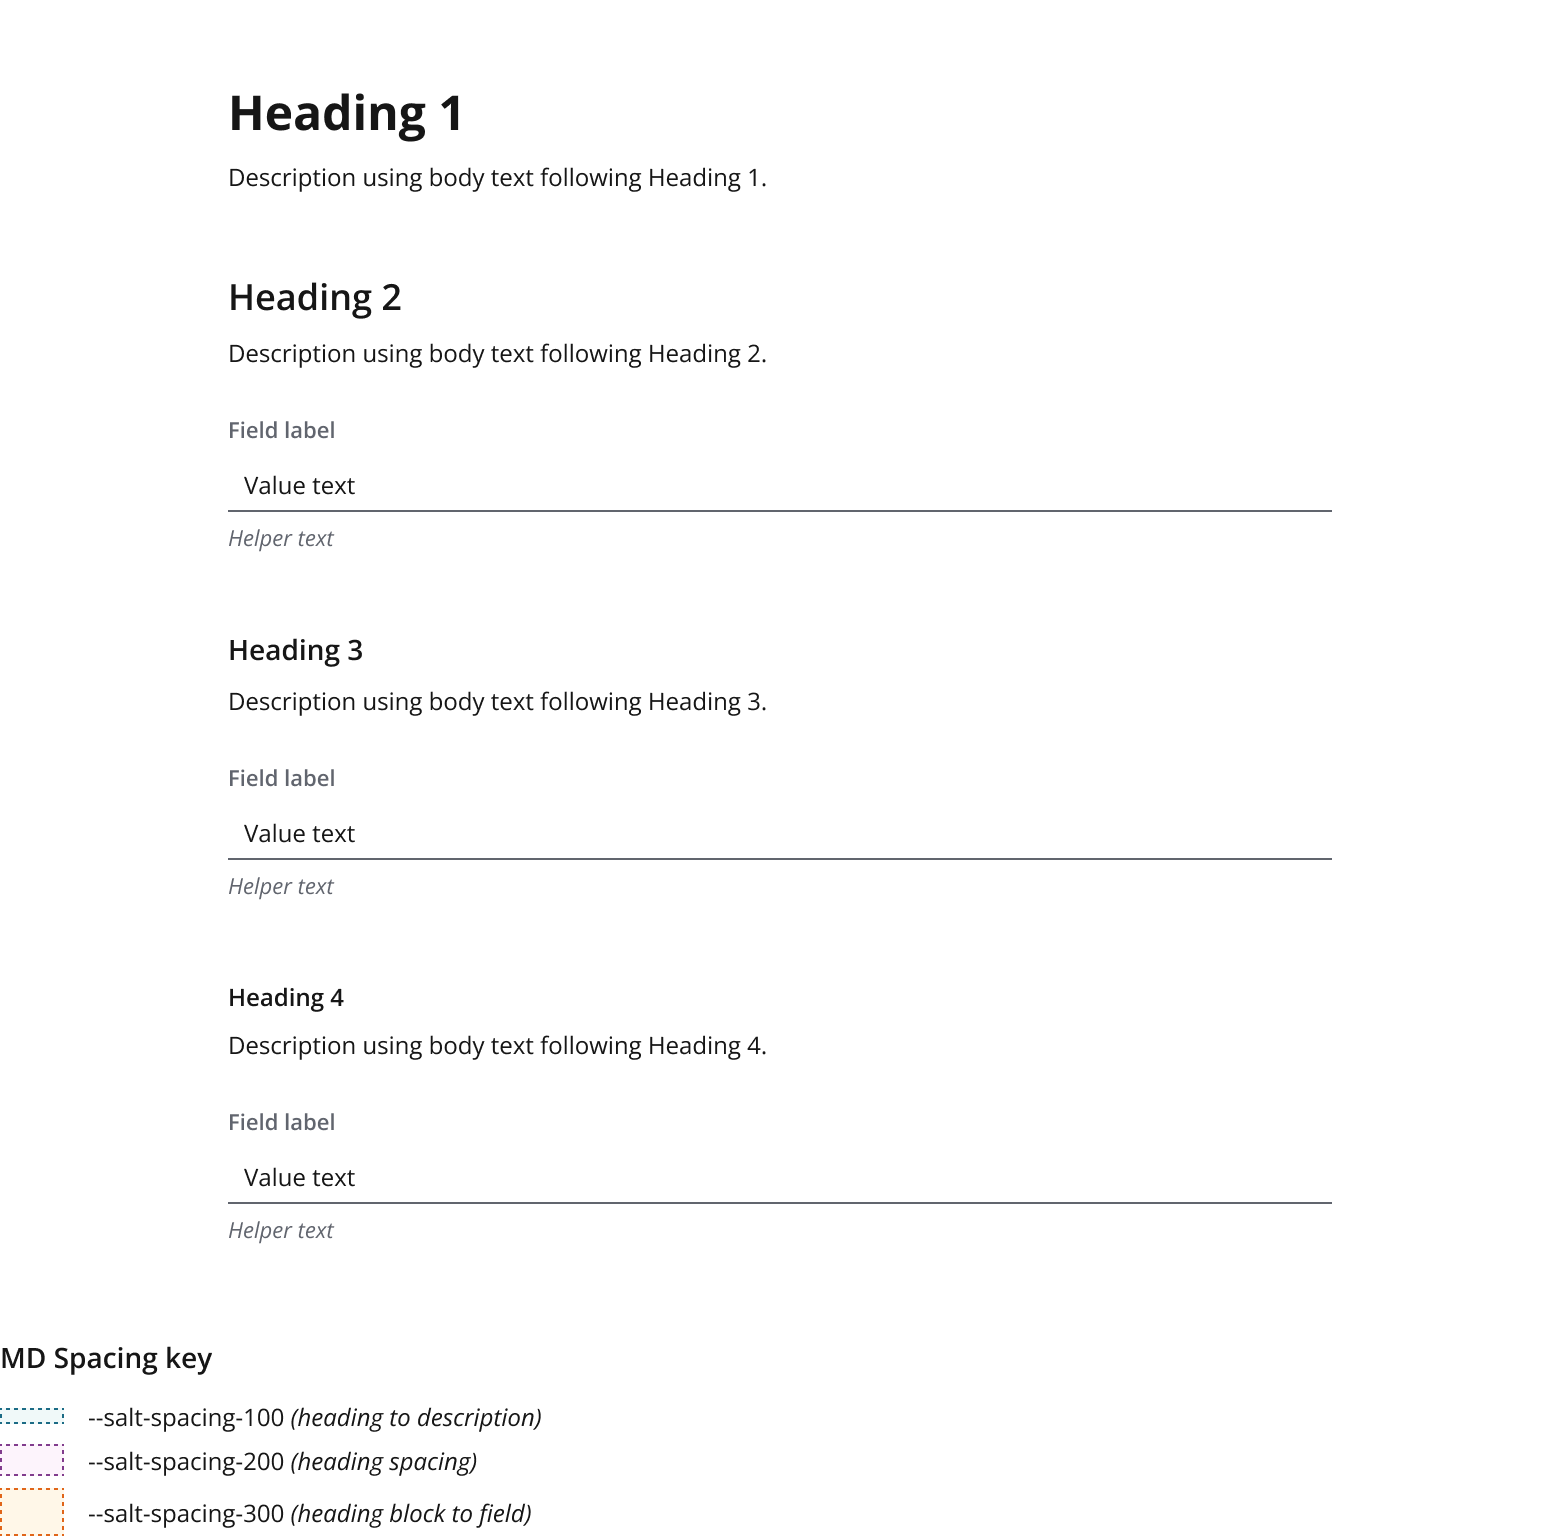 Heading 1
Description using body text following Heading 1.
Heading 2
Description using body text following Heading 2.
Field label
Value text
Helper text
Heading 3
Description using body text following Heading 3.
Field label
Value text
Helper text
Heading 4
Description using body text following Heading 4.
Field label
Value text
Helper text
MD Spacing key
--salt-spacing-100 (heading to description)
--salt-spacing-200 (heading spacing)
--salt-spacing-300 (heading block to field)